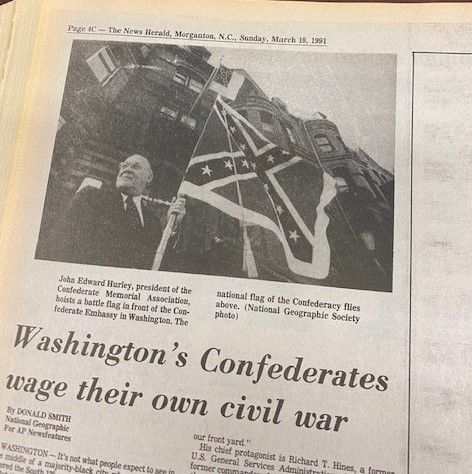 Page 4C — The News Herald, Morganton, N.C., Sunday, March 10, 1991
John Edward Hurley, president of the
Confederate Memorial Association,
hoists a battle flag in front of the Con-
federate Embassy in Washington. The
national flag of the Confederacy flies
above. (National Geographic Society
photo)
Washington's Confederates
wage their own civil war
By DONALD SMITH
National Geographic
For AP Newsfeatures
WASHINGTON — It's not what people expect to see in
middle of a majority-black city
the South
our front yard."
His chief protagonist is Richard T. Hines, a former
U.S. General Services
former